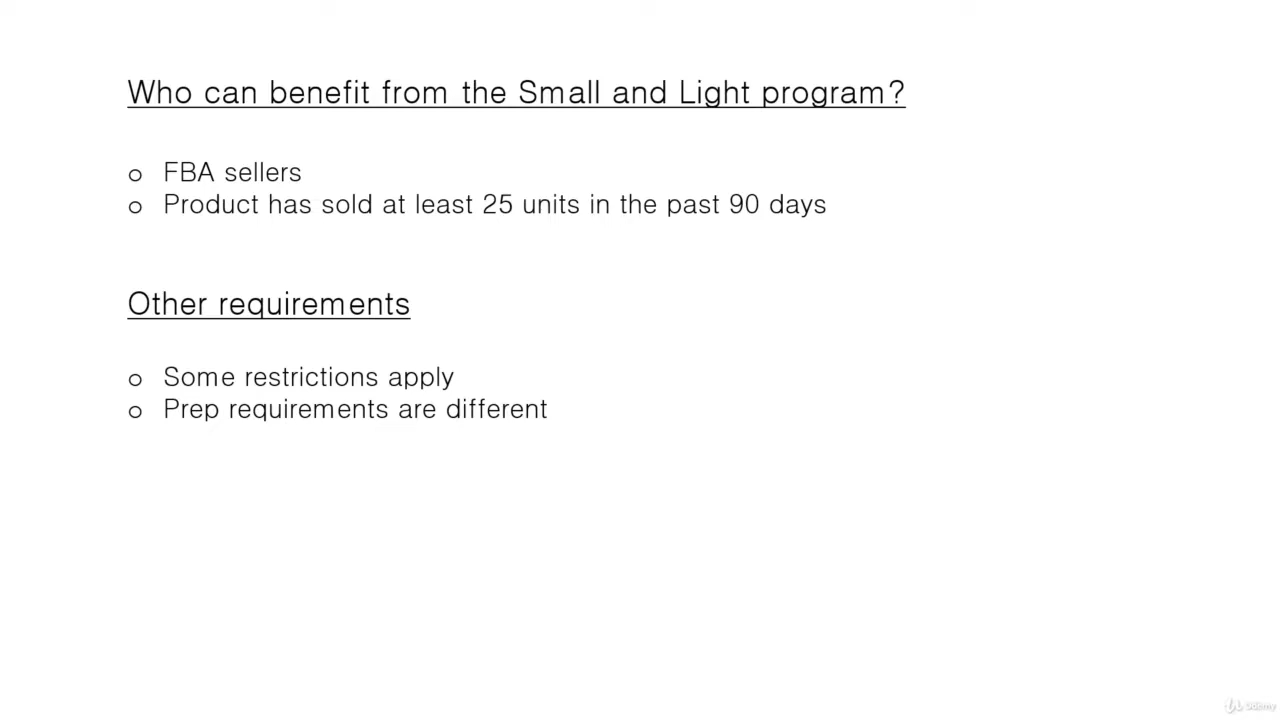 Who can benefit from the Small and Light program?
o FBA sellers
o Product has sold at least 25 units in the past 90 days
Other requirements
o Some restrictions apply
o Prep requirements are different
Udemy